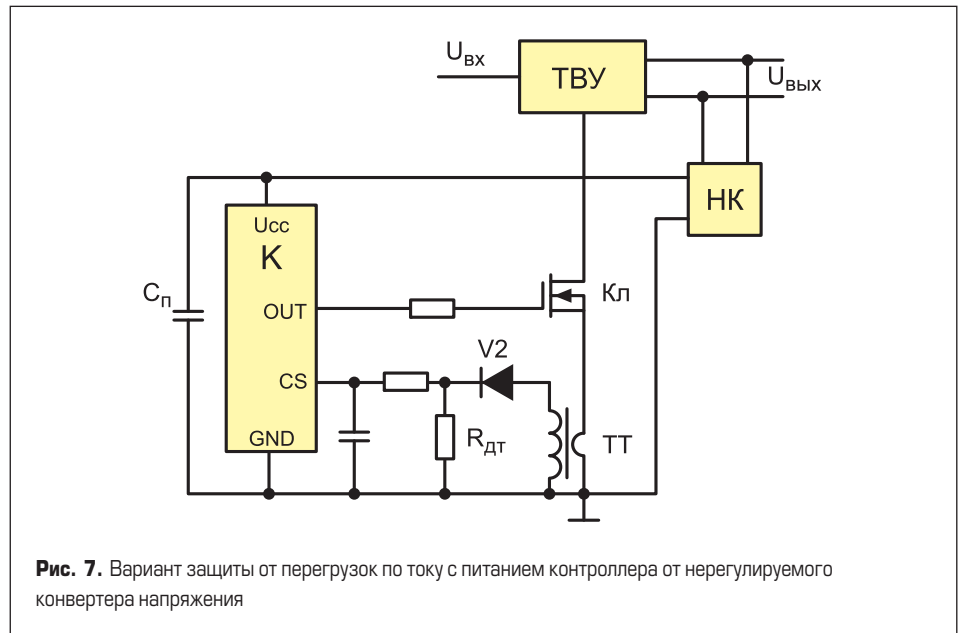 Uвх
ТВУ
Uвых
НК
Ucc
K
Cп
OUT
Кл
V2
CS
Rдт
ТТ
GND
Рис. 7. Вариант защиты от перегрузок по току с питанием контроллера от нерегулируемого
конвертера напряжения